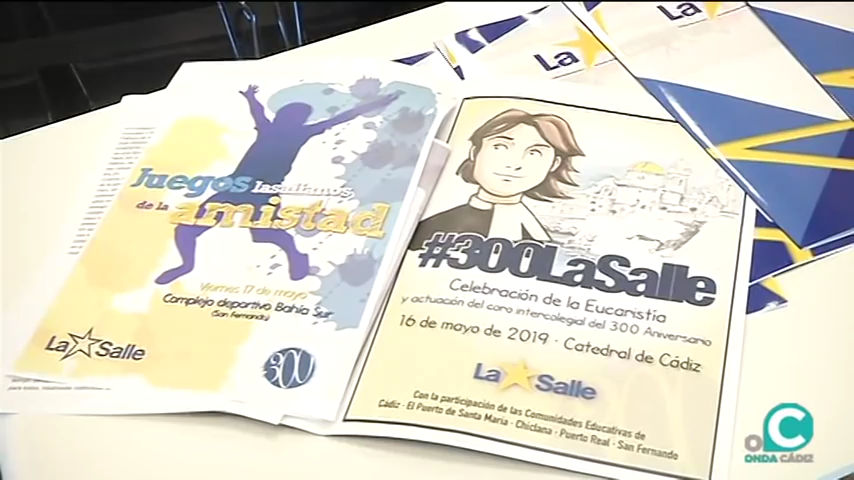 Juegos lasalianos
de la amistad
Viernes 17 de mayo
Complejo deportivo Bahía Sur
(San Fernando)
La Salle
300
#300LaSalle
Celebración de la Eucaristía
y actuación del coro intercolegial del 300 Aniversario
16 de mayo de 2019 · Catedral de Cádiz
La Salle
Con la participación de las Comunidades Educativas de
Cádiz · El Puerto de Santa María · Chiclana · Puerto Real · San Fernando
La
La
ONDA CÁDIZ